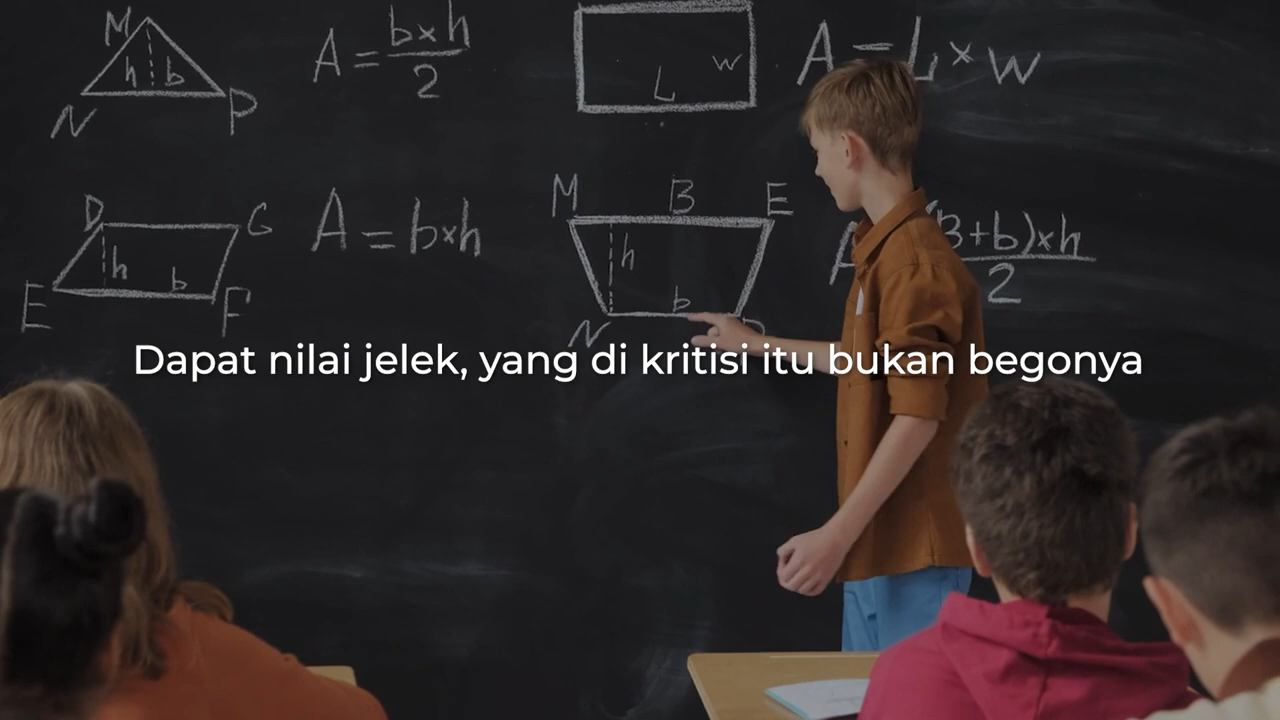 M
h b
N P
A = b×h / 2
L w
A = L × w
D G
h b
E F
A = b×h
M B E
h
b
N
B+b)×h / 2
Dapat nilai jelek, yang di kritisi itu bukan begonya